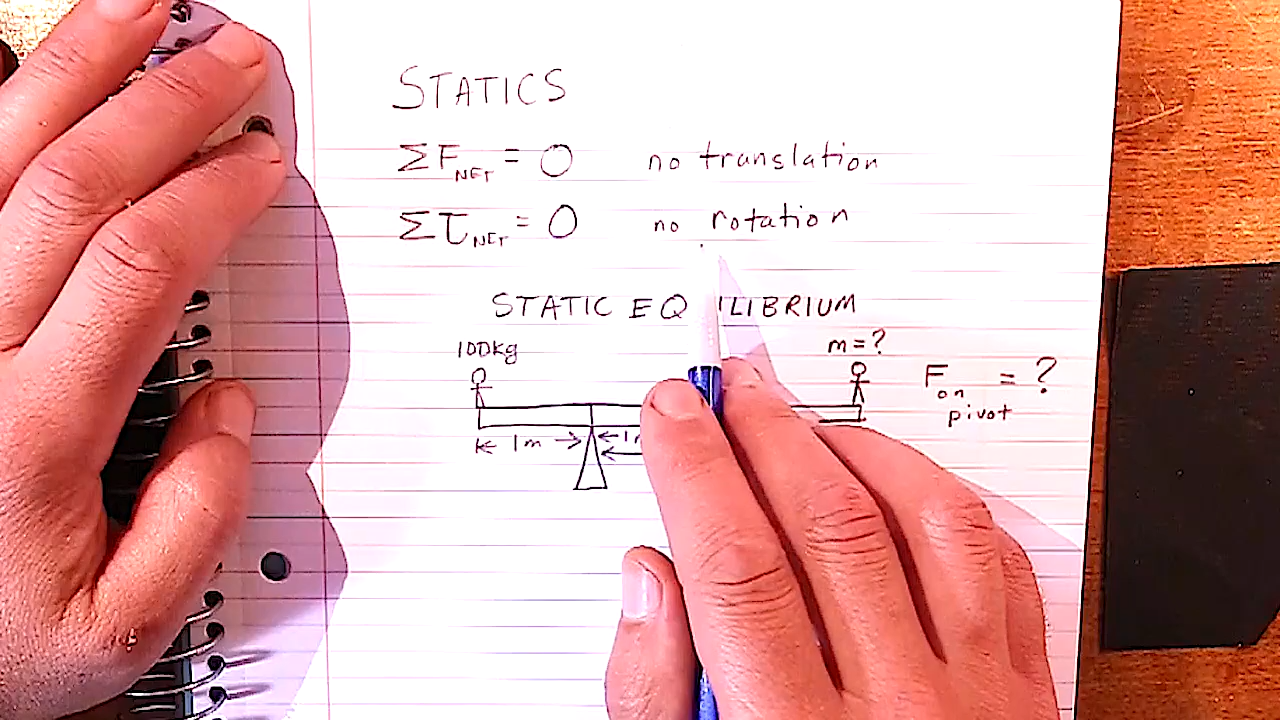 STATICS
ΣF_NET = 0 no translation
Στ_NET = 0 no rotation
STATIC EQ ILIBRIUM
100kg m = ?
F_on pivot = ?
1m